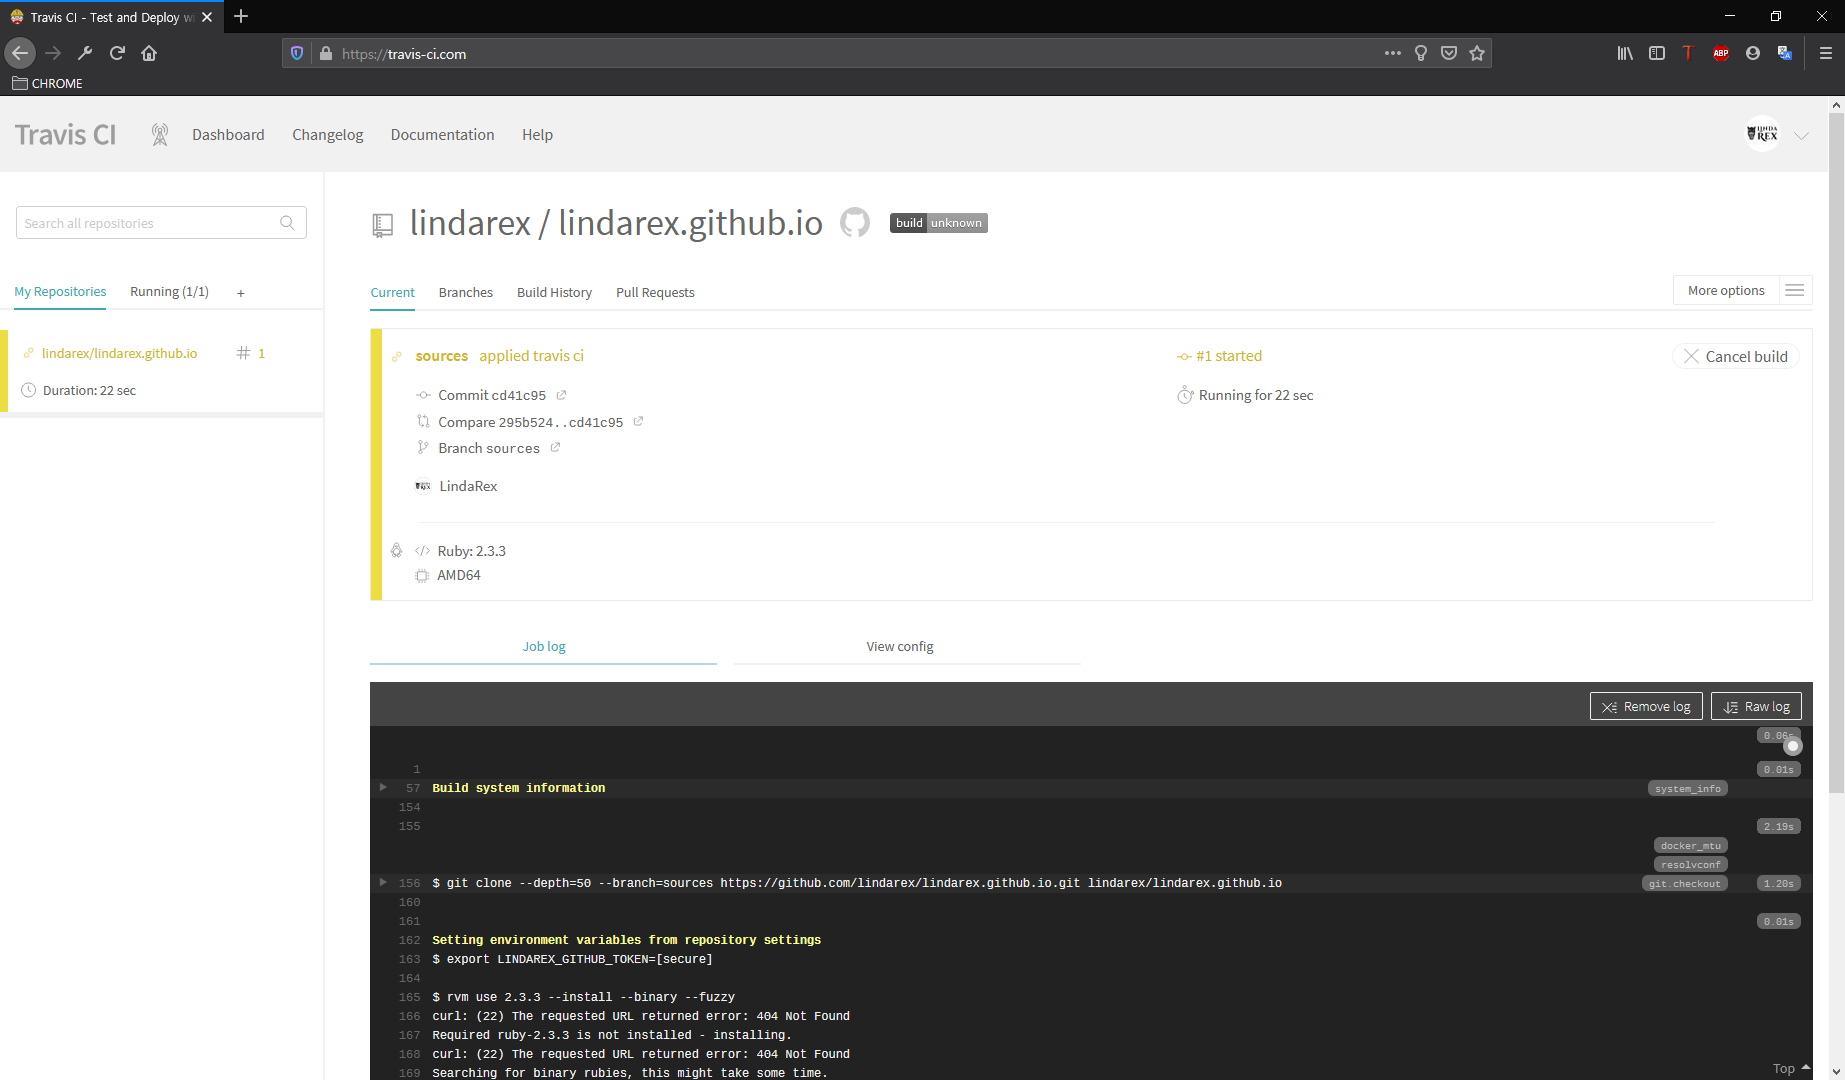 Travis CI - Test and Deploy wi
https://travis-ci.com
ABP
CHROME
Travis CI
Dashboard
Changelog
Documentation
Help
LINDA
REX
Search all repositories
My Repositories
Running (1/1)
+
lindarex/lindarex.github.io
# 1
Duration: 22 sec
lindarex / lindarex.github.io
build unknown
Current
Branches
Build History
Pull Requests
More options
sources applied travis ci
Commit cd41c95
Compare 295b524..cd41c95
Branch sources
LindaRex
#1 started
Running for 22 sec
Cancel build
Ruby: 2.3.3
AMD64
Job log
View config
Remove log
Raw log
0.06s
1 0.01s
57 Build system information system_info
154
155 2.19s
docker_mtu
resolvconf
156 $ git clone --depth=50 --branch=sources https://github.com/lindarex/lindarex.github.io.git lindarex/lindarex.github.io git.checkout 1.20s
160
161 0.01s
162 Setting environment variables from repository settings
163 $ export LINDAREX_GITHUB_TOKEN=[secure]
164
165 $ rvm use 2.3.3 --install --binary --fuzzy
166 curl: (22) The requested URL returned error: 404 Not Found
167 Required ruby-2.3.3 is not installed - installing.
168 curl: (22) The requested URL returned error: 404 Not Found
169 Searching for binary rubies, this might take some time.
Top